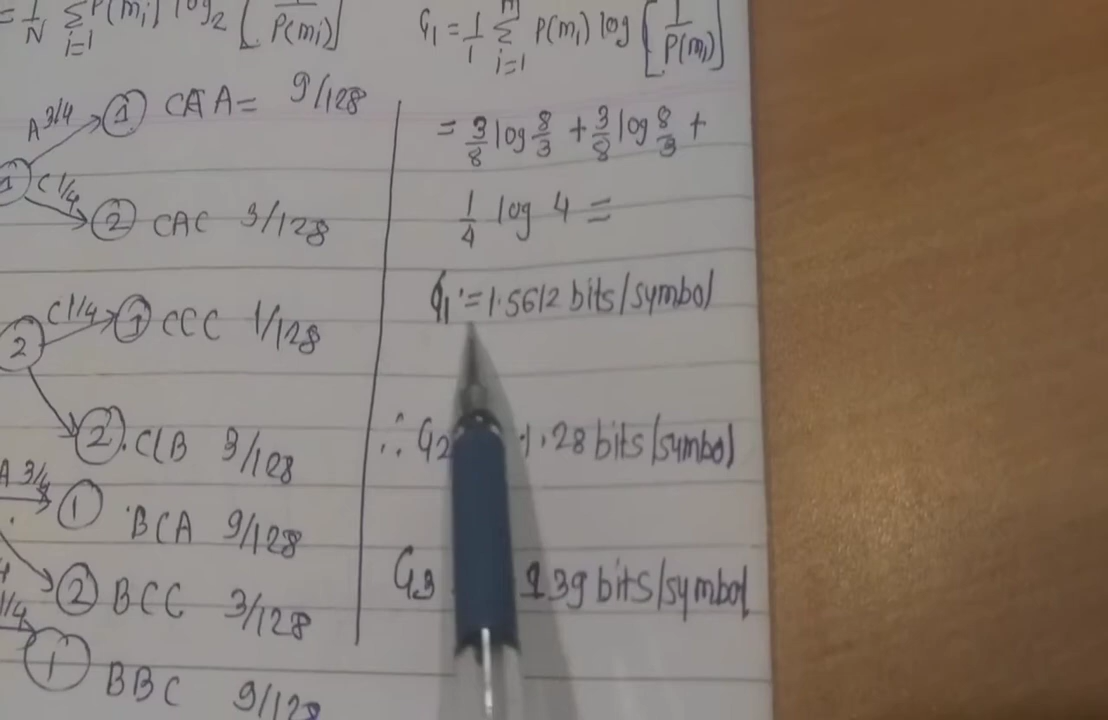 = 1/N Σ i=1 P(mi) log2 [1/P(mi)]
A 3/4 1 CAA = 9/128
1 C 1/4 2 CAC 3/128
2 C 1/4 1 CCC 1/128
2 . CCB 3/128
A 3/4 1 BCA 9/128
2 BCC 3/128
1/4 1 BBC 9/128
G1 = 1/1 Σ i=1 P(mi) log [1/P(mi)]
= 3/8 log 8/3 + 3/8 log 8/3 +
1/4 log 4 =
G1 = 1.5612 bits/symbol
∴ G2 1.28 bits/symbol
G3 139 bits/symbol